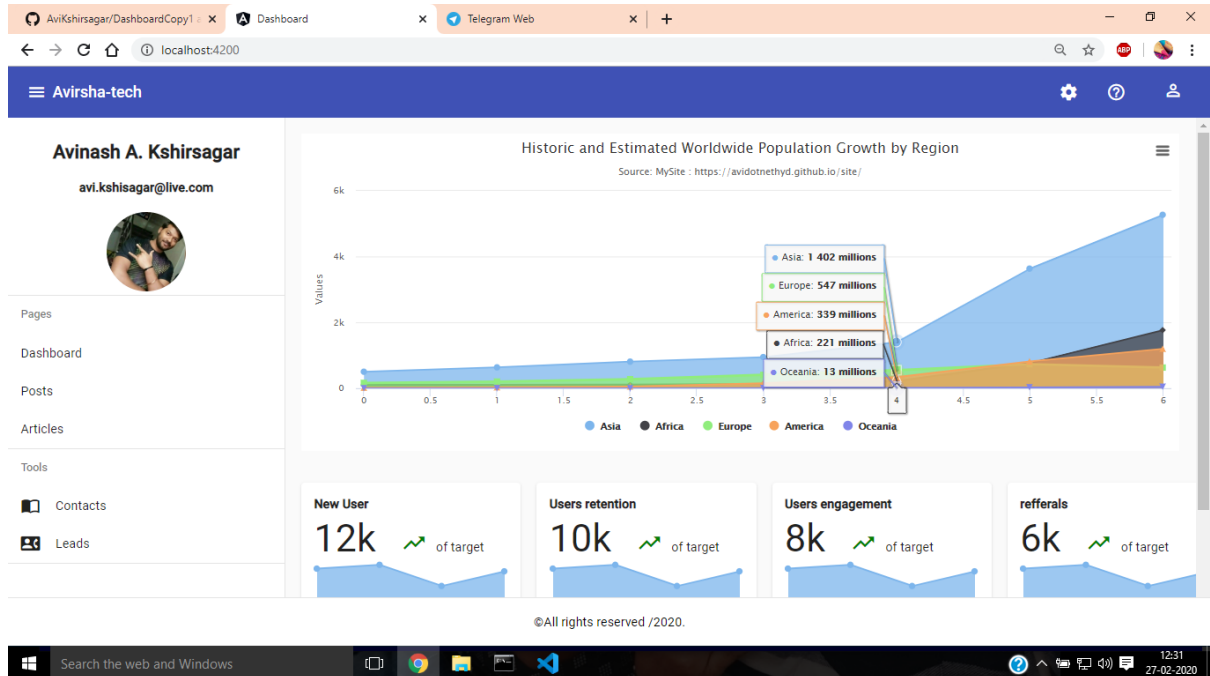 AviKshirsagar/DashboardCopy1
Dashboard
Telegram Web
localhost:4200
ABP
Avirsha-tech
Avinash A. Kshirsagar
avi.kshisagar@live.com
Pages
Dashboard
Posts
Articles
Tools
Contacts
Leads
Historic and Estimated Worldwide Population Growth by Region
Source: MySite : https://avidotnethyd.github.io/site/
Values
6k
4k
2k
0
Asia: 1 402 millions
Europe: 547 millions
America: 339 millions
Africa: 221 millions
Oceania: 13 millions
0 0.5 1 1.5 2 2.5 3 3.5 4 4.5 5 5.5 6
Asia Africa Europe America Oceania
New User
12k of target
Users retention
10k of target
Users engagement
8k of target
refferals
6k of target
©All rights reserved /2020.
Search the web and Windows
12:31
27-02-2020